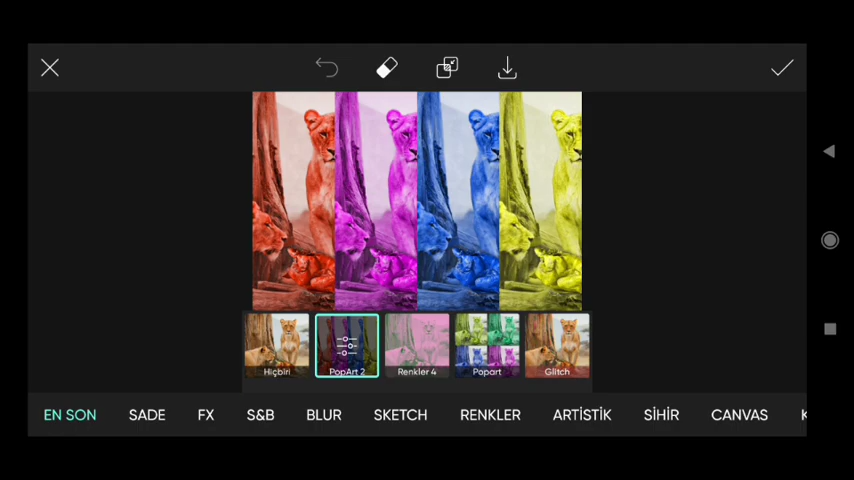 Hiçbiri PopArt 2 Renkler 4 Popart Glitch
EN SON SADE FX S&B BLUR SKETCH RENKLER ARTİSTİK SİHİR CANVAS K